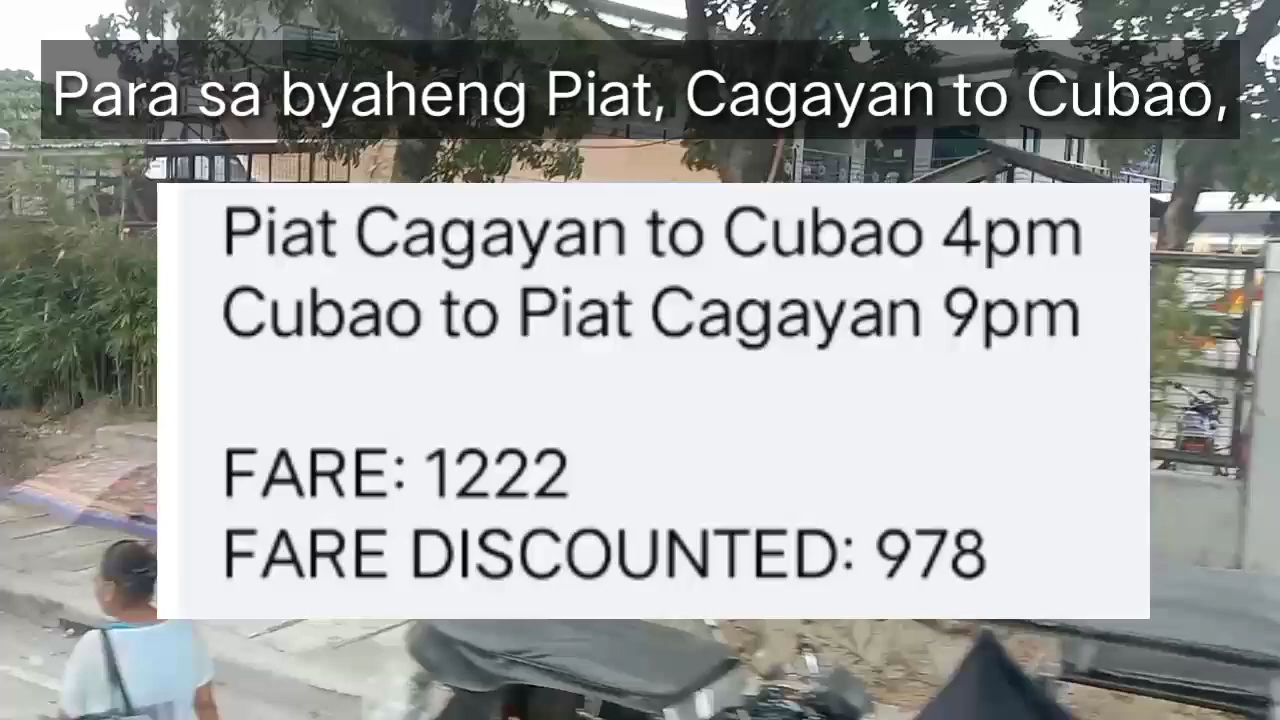 Para sa byaheng Piat, Cagayan to Cubao,
Piat Cagayan to Cubao 4pm
Cubao to Piat Cagayan 9pm
FARE: 1222
FARE DISCOUNTED: 978